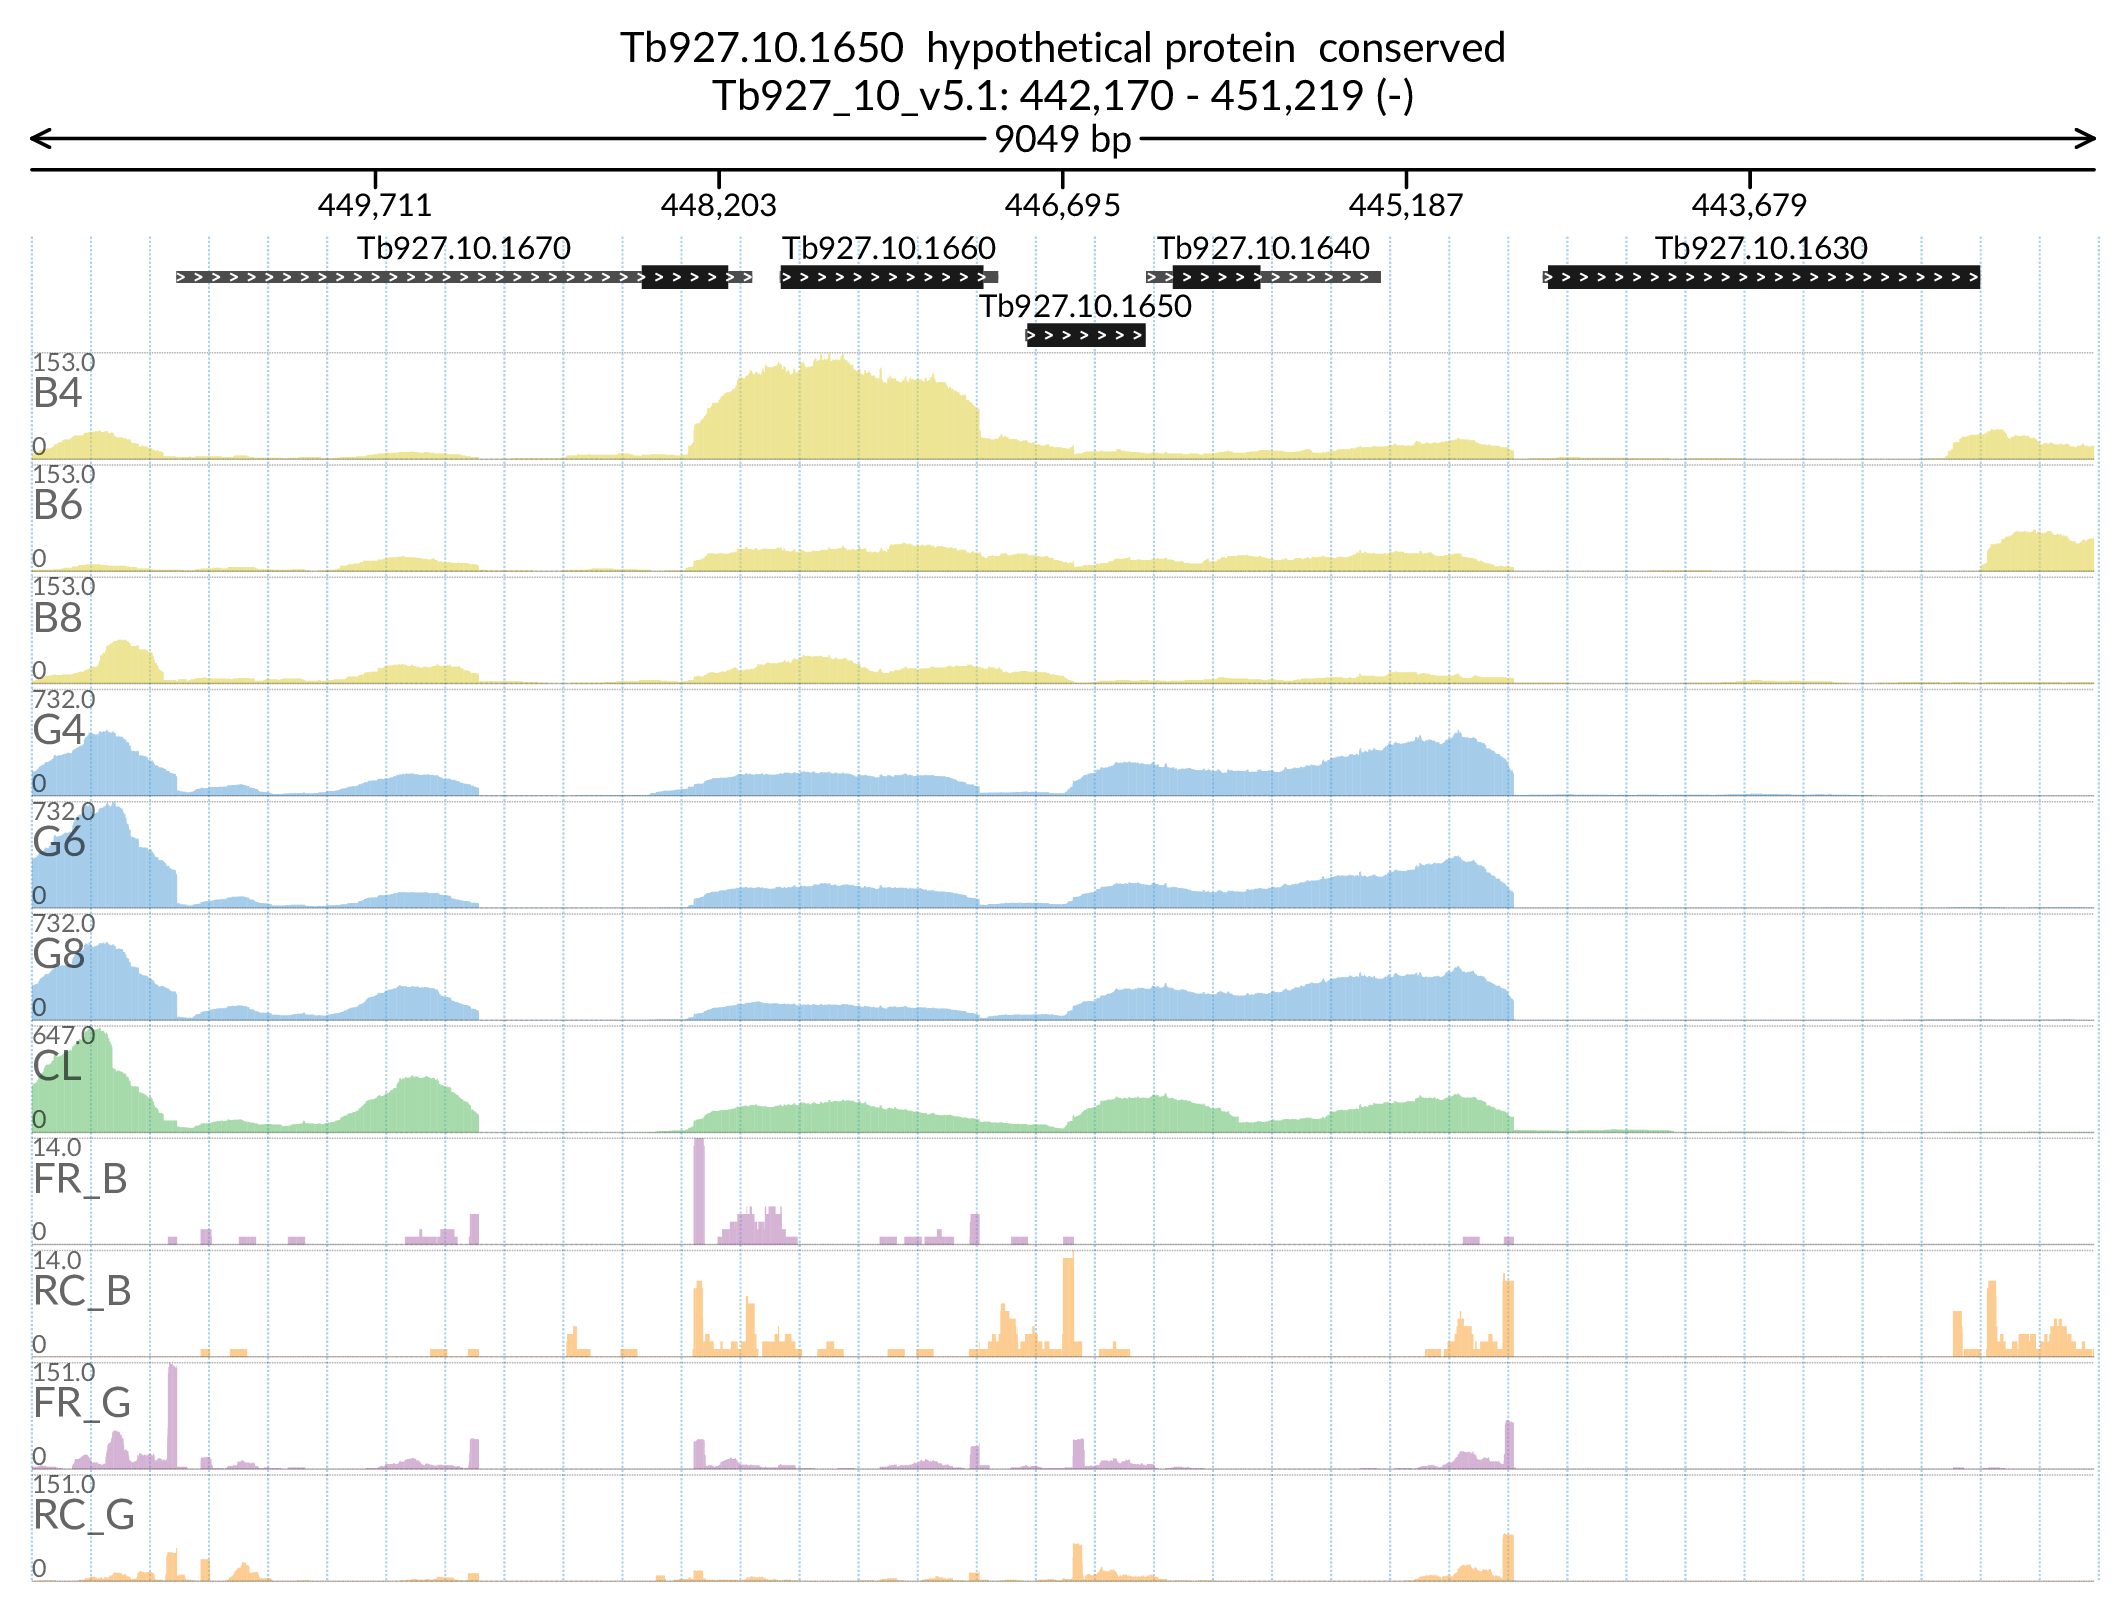 Tb927.10.1650  hypothetical protein  conserved
Tb927_10_v5.1: 442,170 - 451,219 (-)
9049 bp
449,711 448,203 446,695 445,187 443,679
Tb927.10.1670 Tb927.10.1660 Tb927.10.1640 Tb927.10.1630
Tb927.10.1650
153.0
B4
0
153.0
B6
0
153.0
B8
0
732.0
G4
0
732.0
G6
0
732.0
G8
0
647.0
CL
0
14.0
FR_B
0
14.0
RC_B
0
151.0
FR_G
0
151.0
RC_G
0